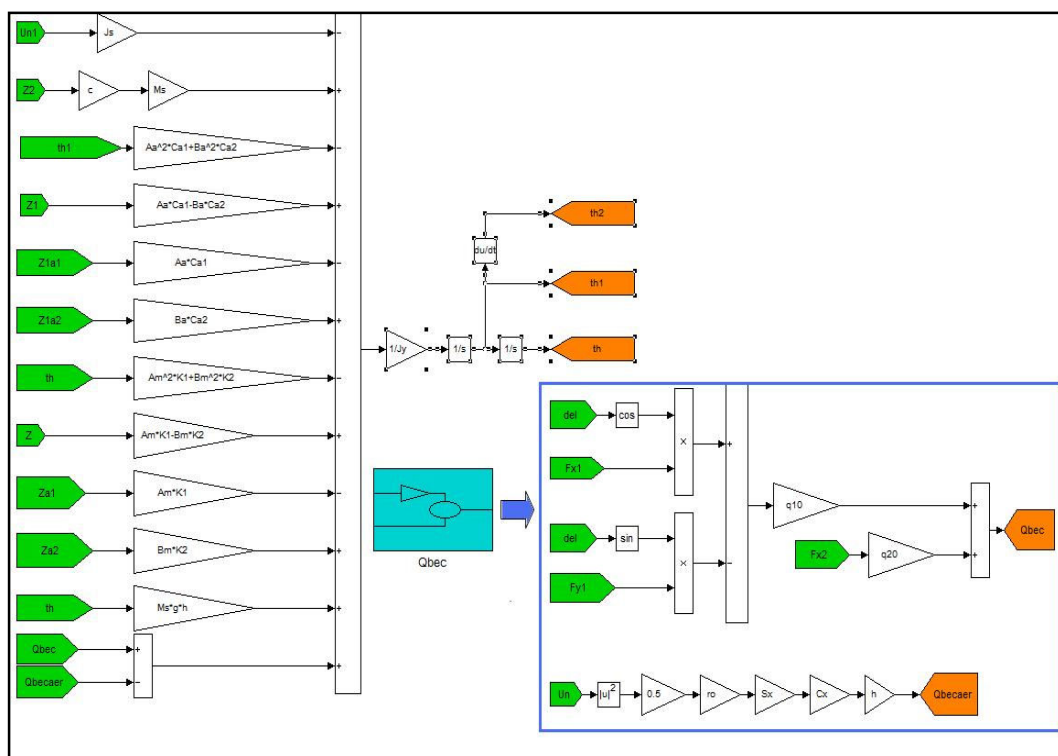 Un1 Js -
Z2 c Ms +
th1 Aa^2*Ca1+Ba^2*Ca2 -
Z1 Aa*Ca1-Ba*Ca2 +
Z1a1 Aa*Ca1 -
Z1a2 Ba*Ca2 +
th Am^2*K1+Bm^2*K2 -
Z Am*K1-Bm*K2 +
Za1 Am*K1 -
Za2 Bm*K2 +
th Ms*g*h +
Qbec +
Qbecaer -
+
th2
du/dt
th1
1/Jy 1/s 1/s th
Qbec
del cos
×
+
Fx1
del sin
×
-
Fy1
q10 +
Fx2 q20 +
Qbec
Un |u|2 0.5 ro Sx Cx h Qbecaer